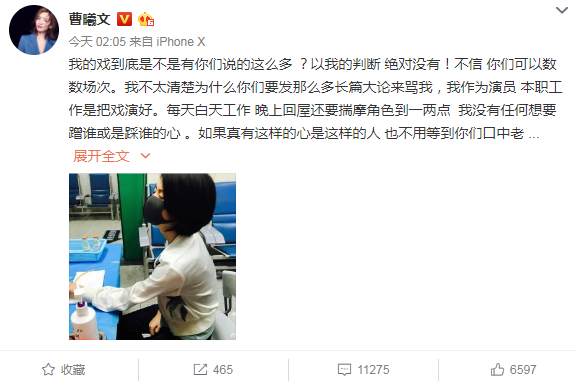 曹曦文
今天 02:05 来自 iPhone X
我的戏到底是不是有你们说的这么多 ？以我的判断 绝对没有！不信 你们可以数
数场次。我不太清楚为什么你们要发那么多长篇大论来骂我，我作为演员 本职工
作是把戏演好。每天白天工作 晚上回屋还要揣摩角色到一两点 我没有任何想要
蹭谁或是踩谁的心 。如果真有这样的心是这样的人 也不用等到你们口中老 ...
展开全文
收藏
465
11275
6597